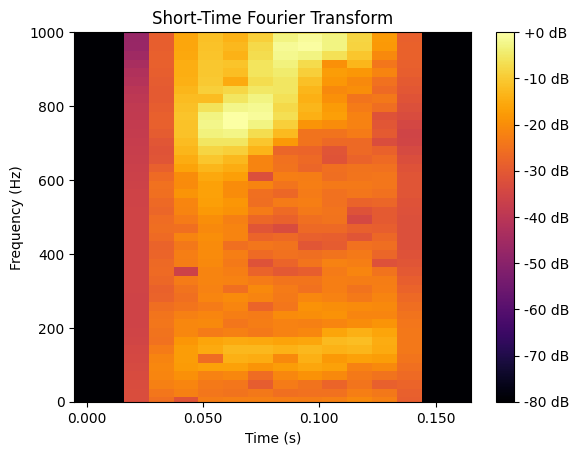 Short-Time Fourier Transform
1000
800
600
400
200
0
Frequency (Hz)
0.000
0.050
0.100
0.150
Time (s)
+0 dB
-10 dB
-20 dB
-30 dB
-40 dB
-50 dB
-60 dB
-70 dB
-80 dB